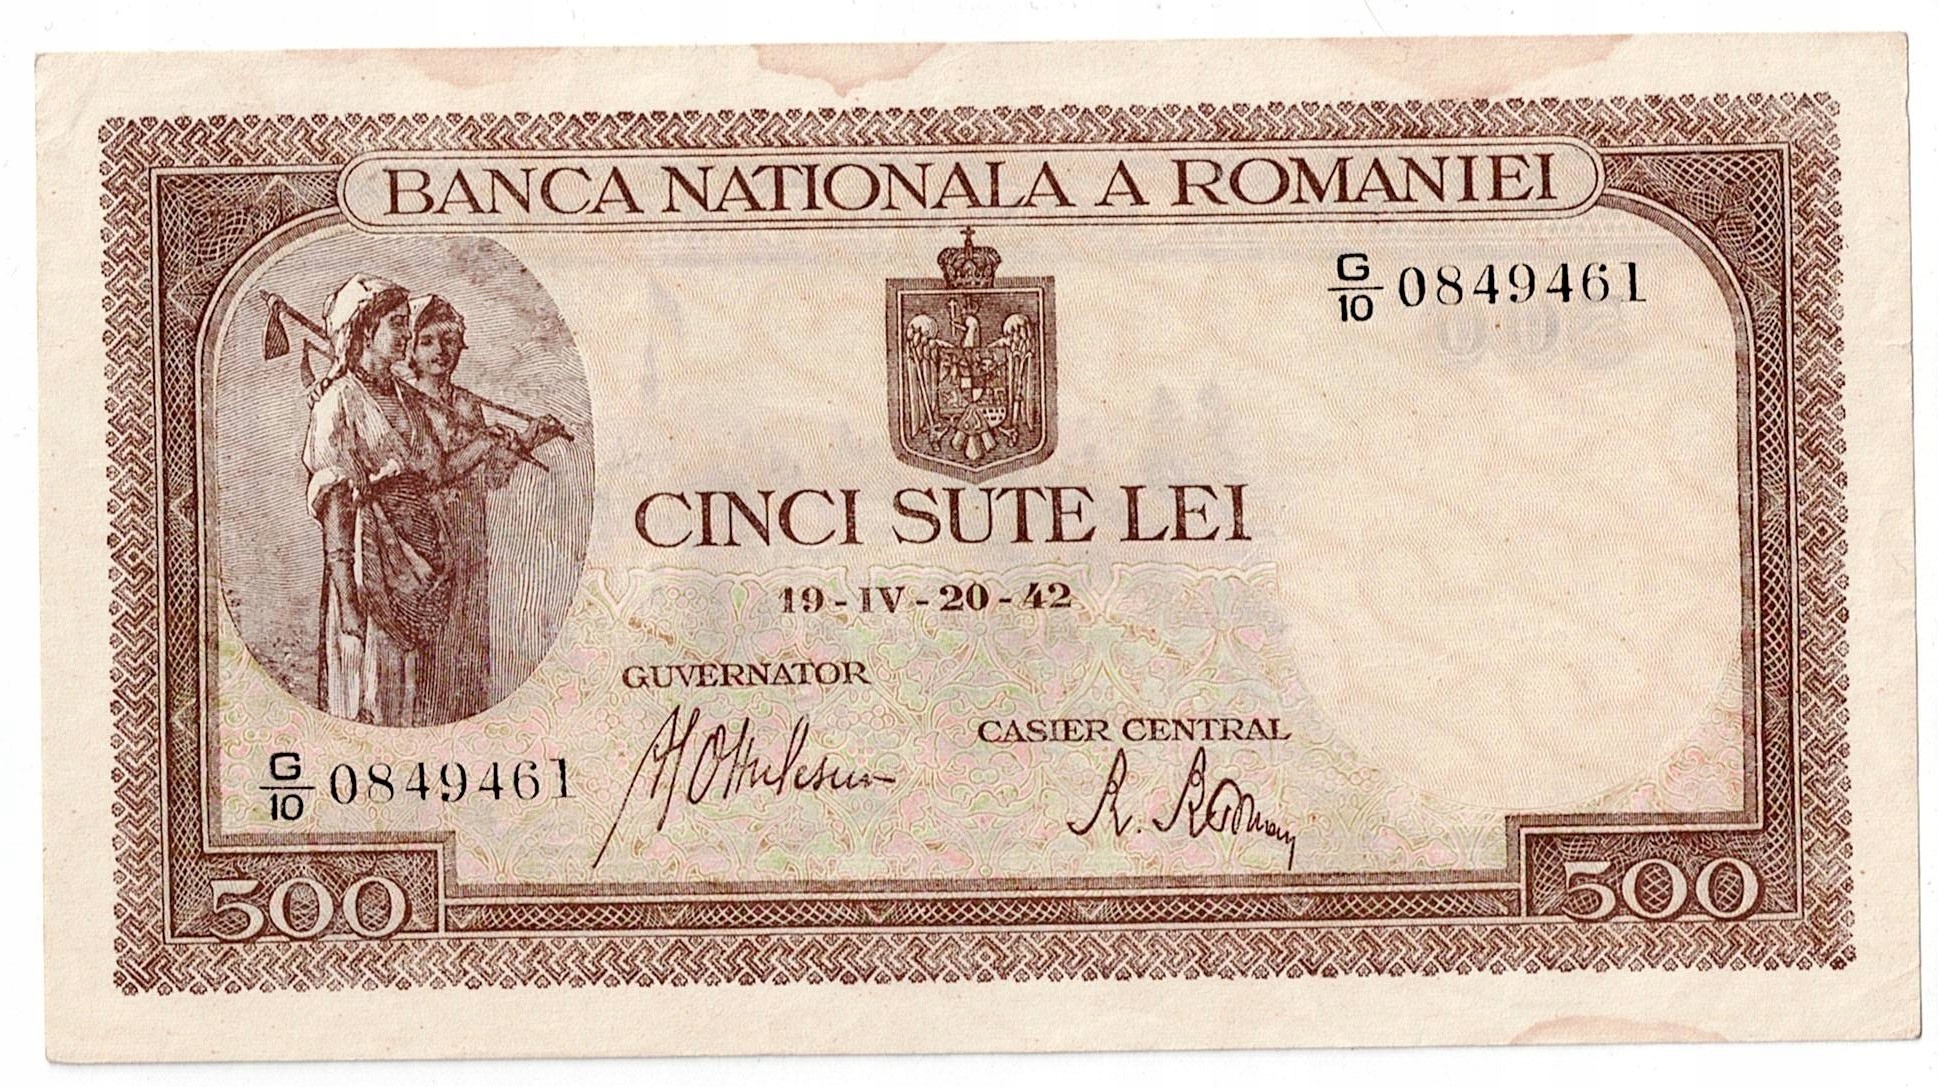 BANCA NATIONALA A ROMANIEI
G/10 0849461
CINCI SUTE LEI
19 - IV - 20 - 42
GUVERNATOR
CASIER CENTRAL
G/10 0849461
500
500